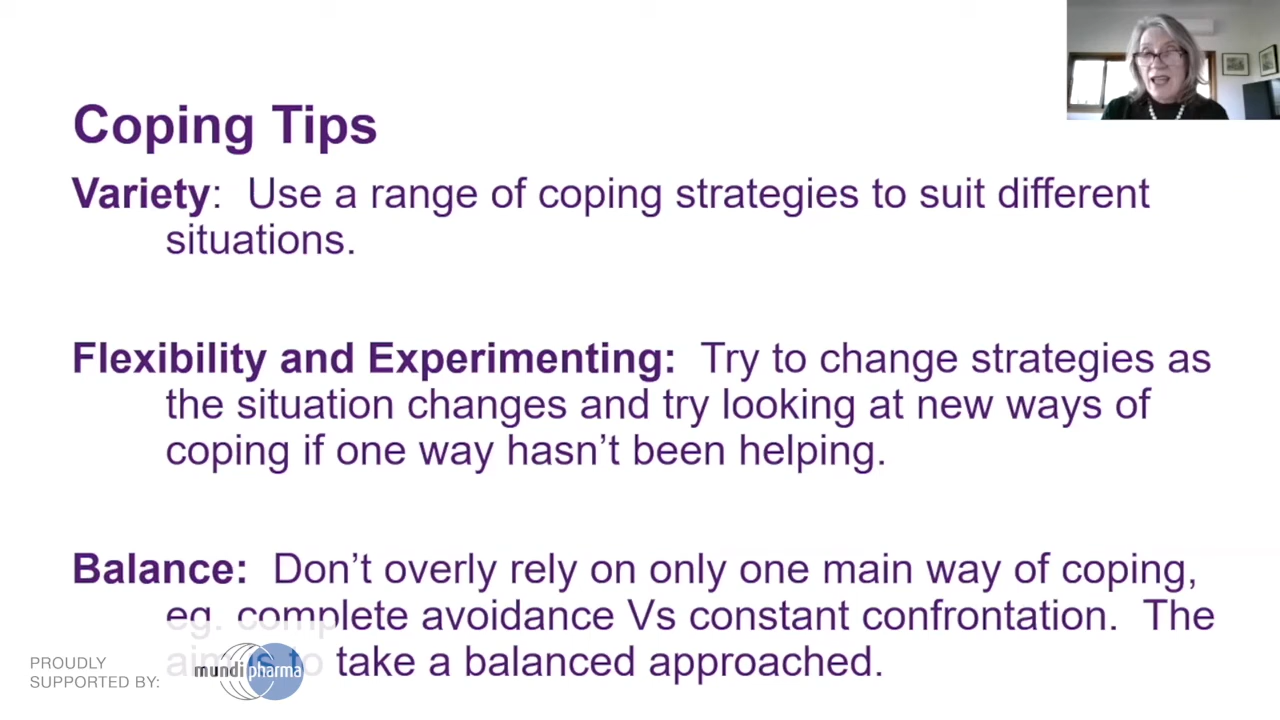 Coping Tips
Variety:  Use a range of coping strategies to suit different
situations.
Flexibility and Experimenting:  Try to change strategies as
the situation changes and try looking at new ways of
coping if one way hasn’t been helping.
Balance:  Don’t overly rely on only one main way of coping,
eg. complete avoidance Vs constant confrontation.  The
aim is to take a balanced approached.
PROUDLY
SUPPORTED BY:
mundipharma